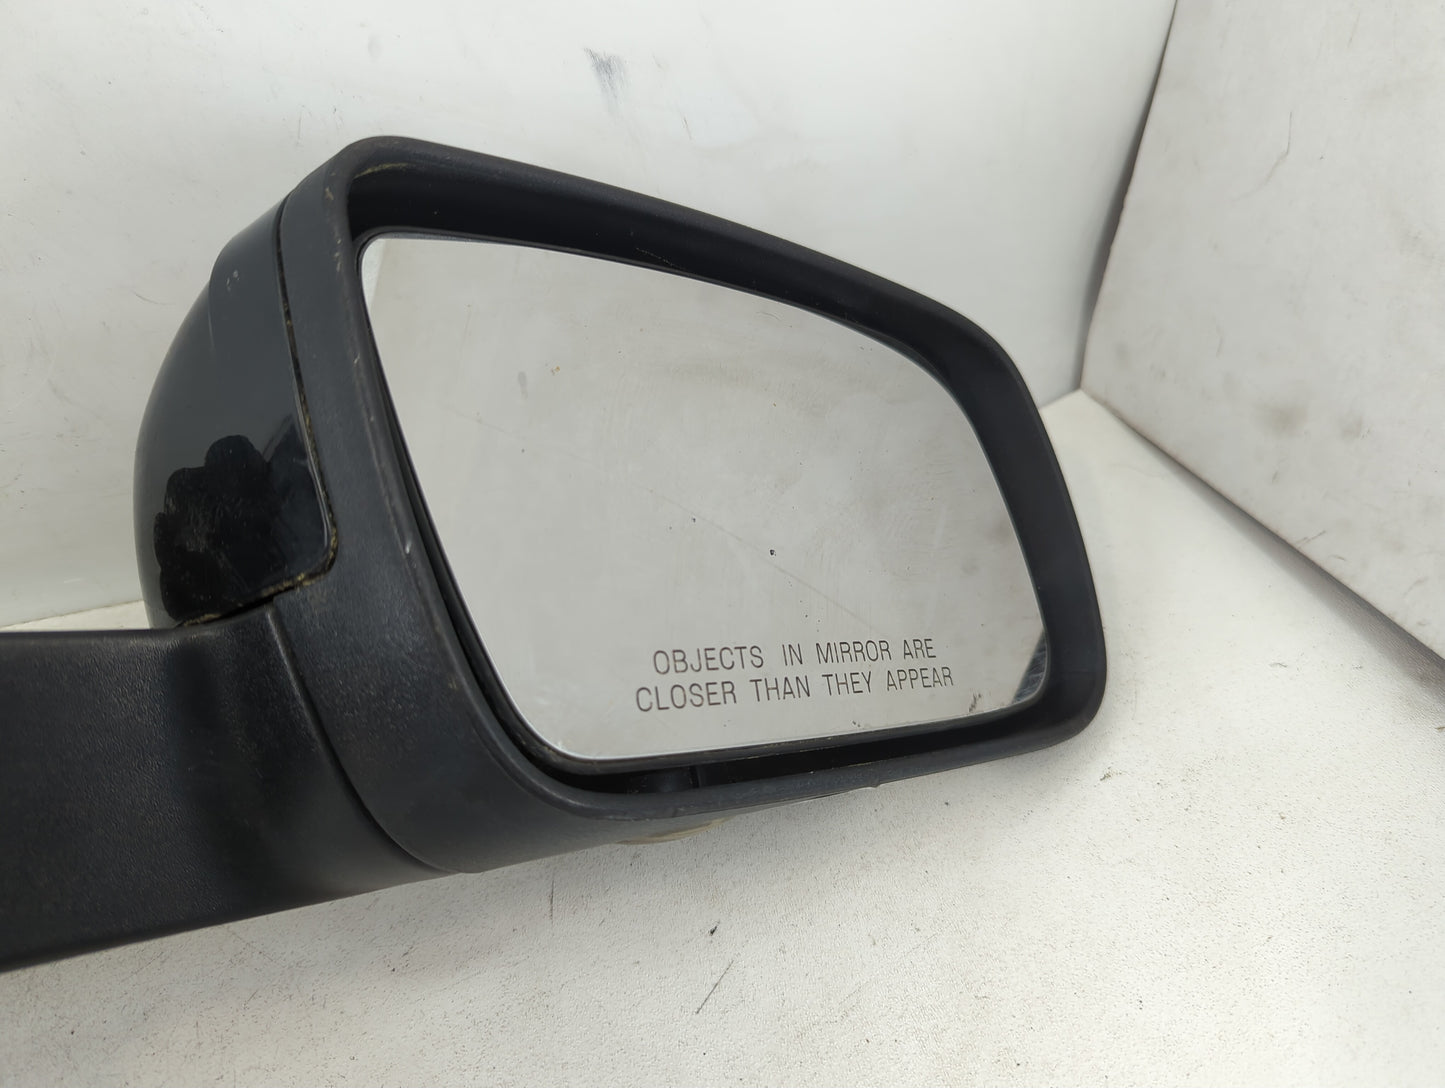 OBJECTS IN MIRROR ARE
CLOSER THAN THEY APPEAR